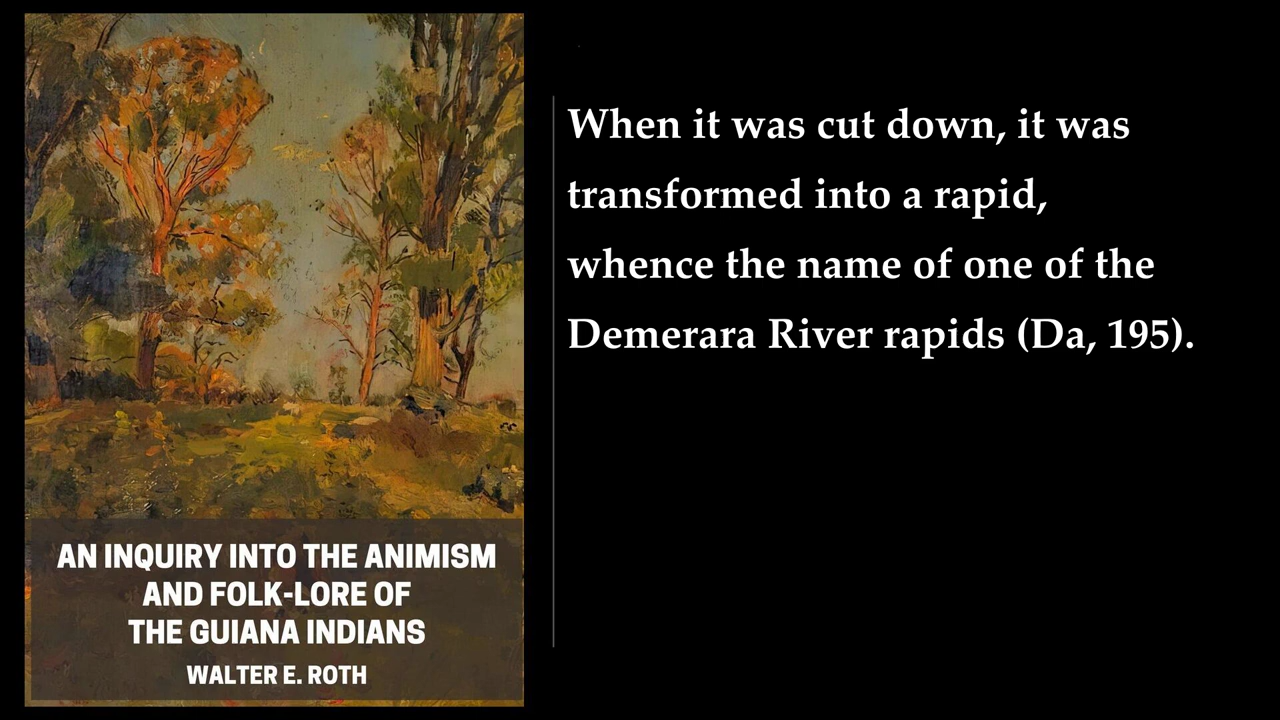 When it was cut down, it was
transformed into a rapid,
whence the name of one of the
Demerara River rapids (Da, 195).
AN INQUIRY INTO THE ANIMISM
AND FOLK-LORE OF
THE GUIANA INDIANS
WALTER E. ROTH